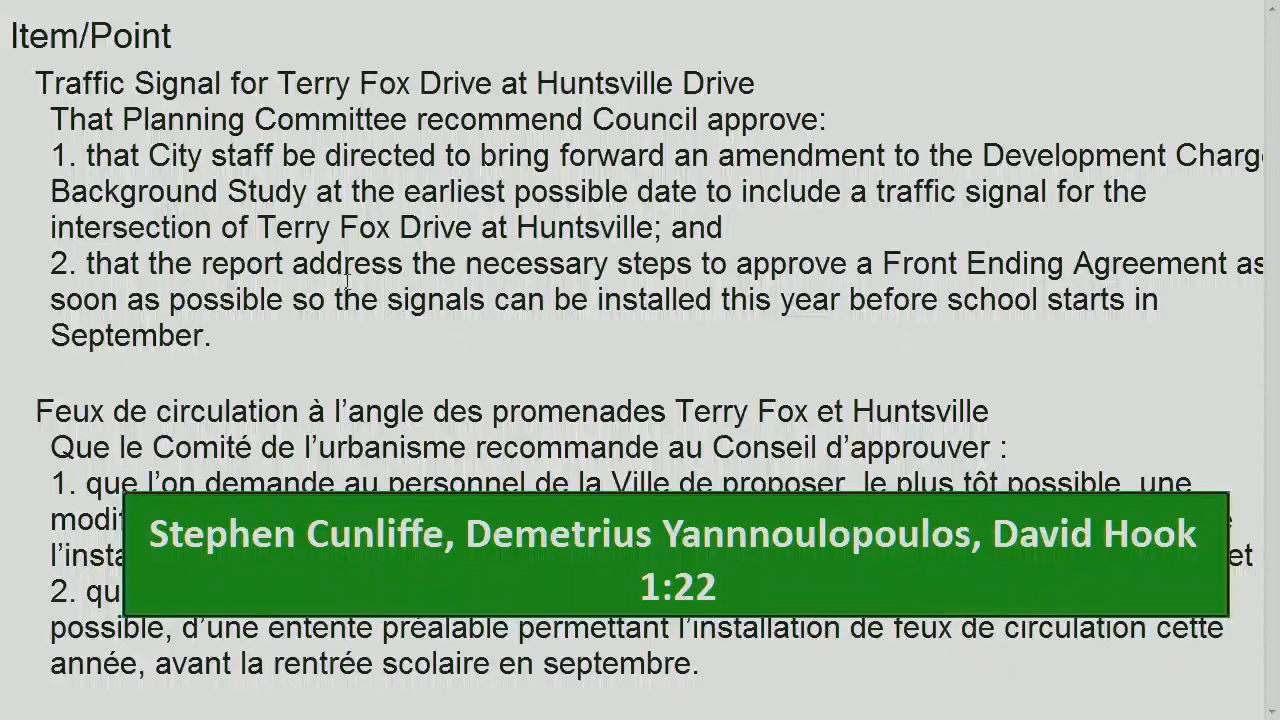 Item/Point
Traffic Signal for Terry Fox Drive at Huntsville Drive
That Planning Committee recommend Council approve:
1. that City staff be directed to bring forward an amendment to the Development Charge
Background Study at the earliest possible date to include a traffic signal for the
intersection of Terry Fox Drive at Huntsville; and
2. that the report address the necessary steps to approve a Front Ending Agreement as
soon as possible so the signals can be installed this year before school starts in
September.
Feux de circulation à l’angle des promenades Terry Fox et Huntsville
Que le Comité de l’urbanisme recommande au Conseil d’approuver :
1. que l’on demande au personnel de la Ville de proposer, le plus tôt possible, une
et
2.
Stephen Cunliffe, Demetrius Yannnoulopoulos, David Hook
1:22
possible, d’une entente préalable permettant l’installation de feux de circulation cette
année, avant la rentrée scolaire en septembre.